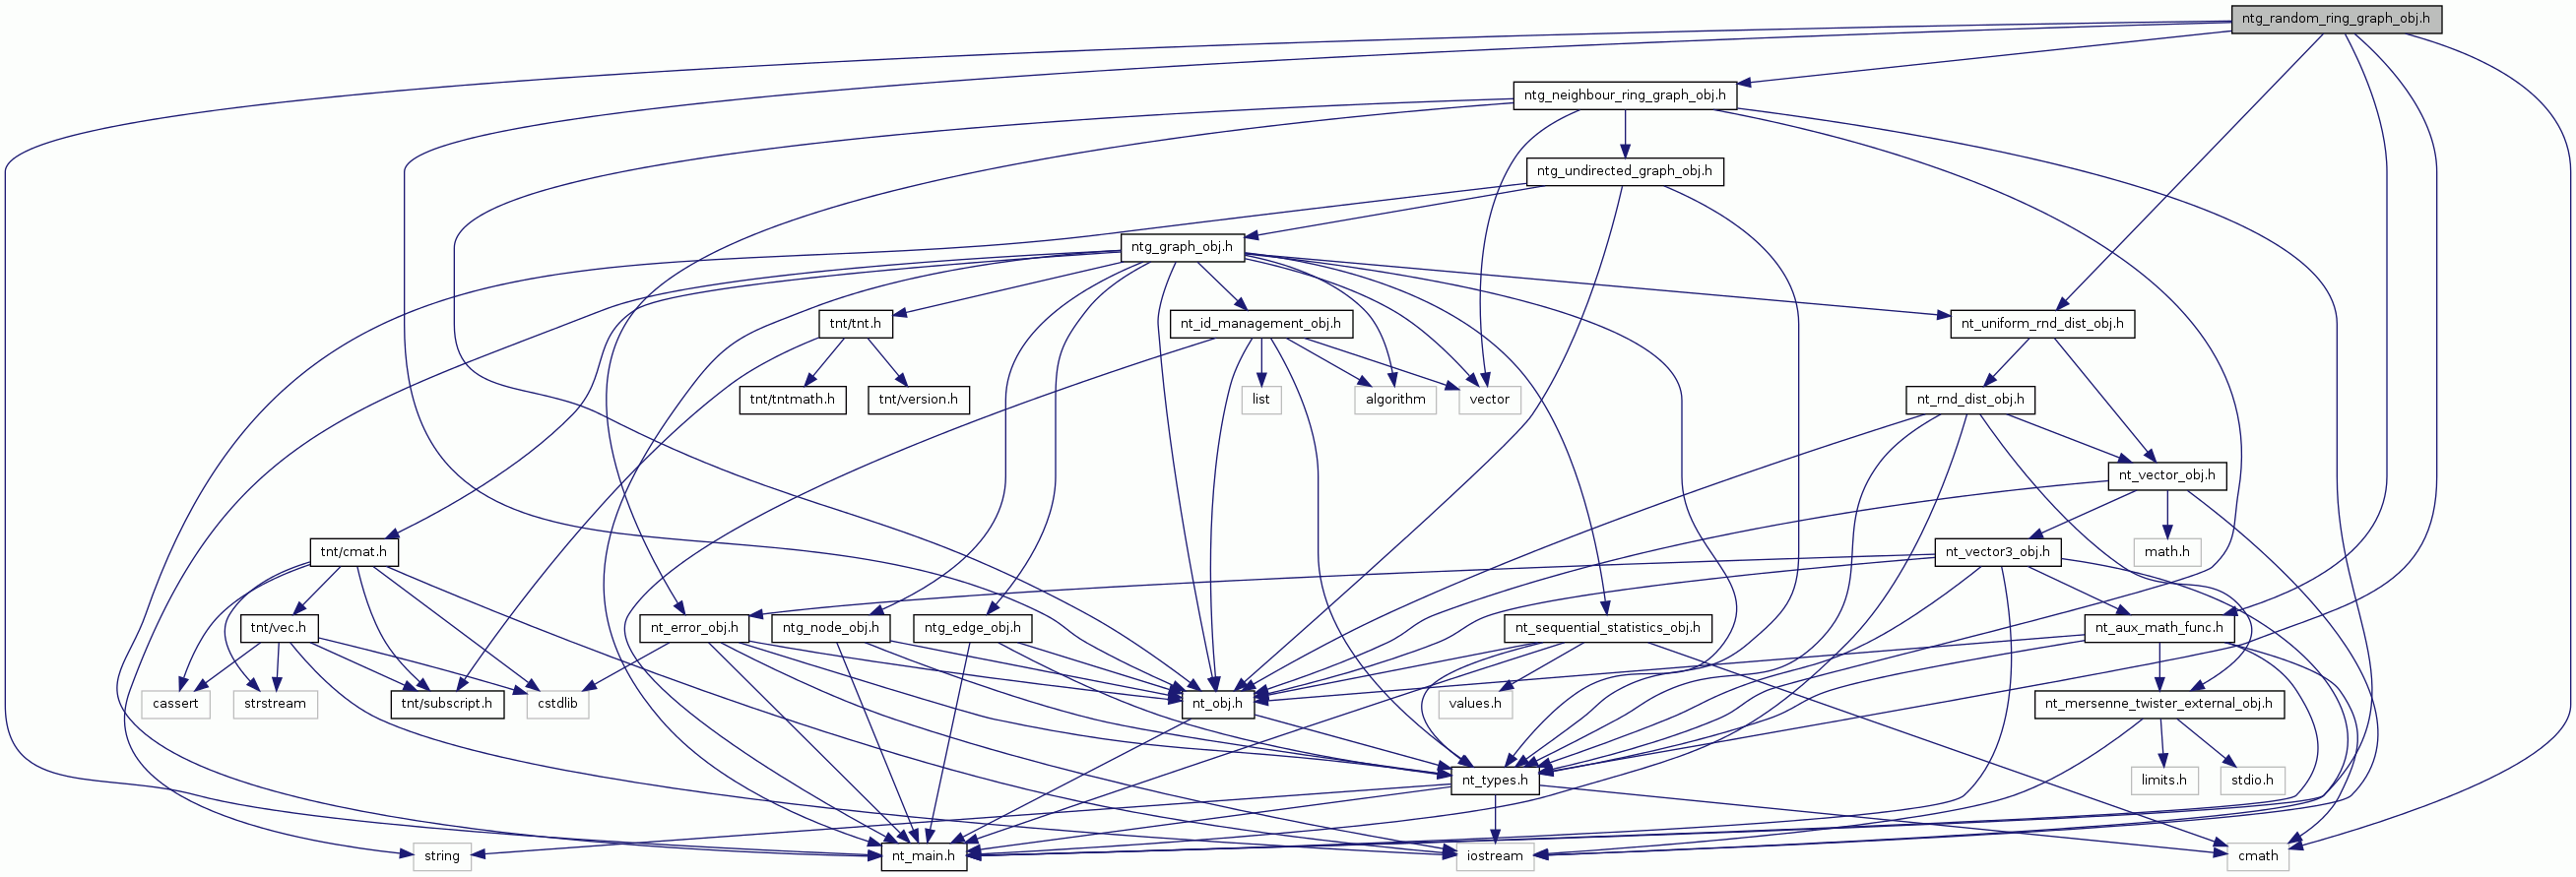 ntg_random_ring_graph_obj.h
ntg_neighbour_ring_graph_obj.h
ntg_undirected_graph_obj.h
ntg_graph_obj.h
tnt/tnt.h
nt_id_management_obj.h
nt_uniform_rnd_dist_obj.h
tnt/tntmath.h
tnt/version.h
list
algorithm
vector
nt_rnd_dist_obj.h
nt_vector_obj.h
tnt/cmat.h
nt_vector3_obj.h
math.h
tnt/vec.h
nt_error_obj.h
ntg_node_obj.h
ntg_edge_obj.h
nt_sequential_statistics_obj.h
nt_aux_math_func.h
cassert
strstream
tnt/subscript.h
cstdlib
nt_obj.h
values.h
nt_mersenne_twister_external_obj.h
nt_types.h
limits.h
stdio.h
string
nt_main.h
iostream
cmath